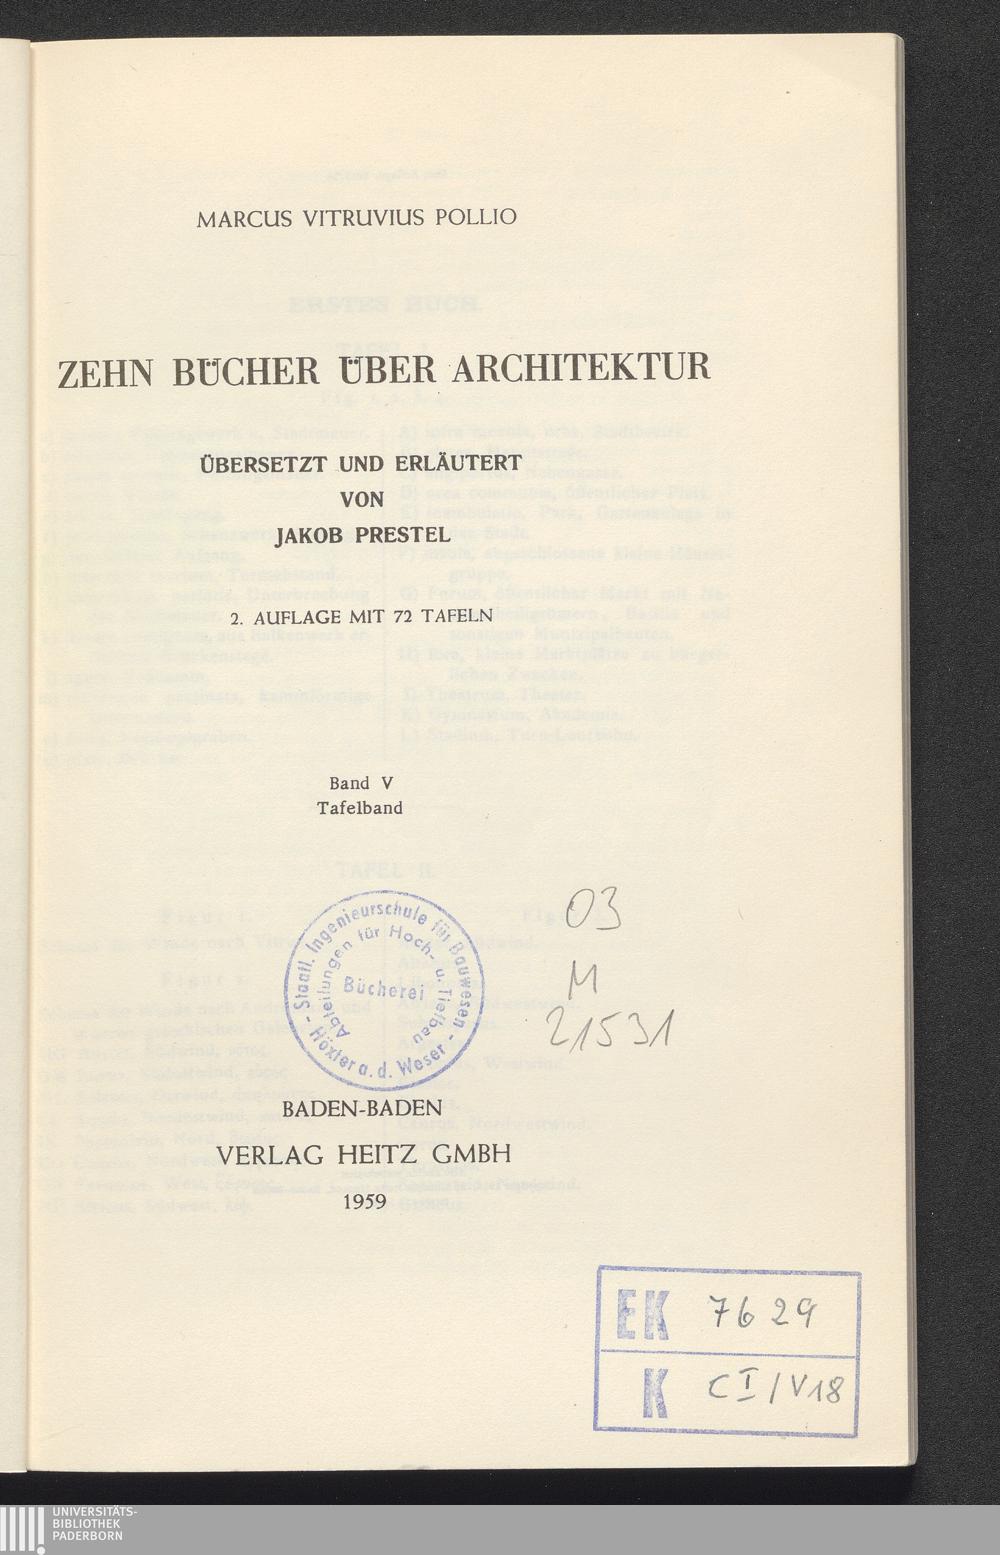 MARCUS VITRUVIUS POLLIO
ZEHN BÜCHER ÜBER ARCHITEKTUR
ÜBERSETZT UND ERLÄUTERT
VON
JAKOB PRESTEL
2. AUFLAGE MIT 72 TAFELN
Band V
Tafelband
Staatl. Ingenieurschule für Bauwesen
Abteilungen für Hoch- u. Tiefbau
Bücherei
- Höxter a. d. Weser -
03
M
21531
BADEN-BADEN
VERLAG HEITZ GMBH
1959
EK 7629
K C I / V 18
UNIVERSITÄTS-
BIBLIOTHEK
PADERBORN